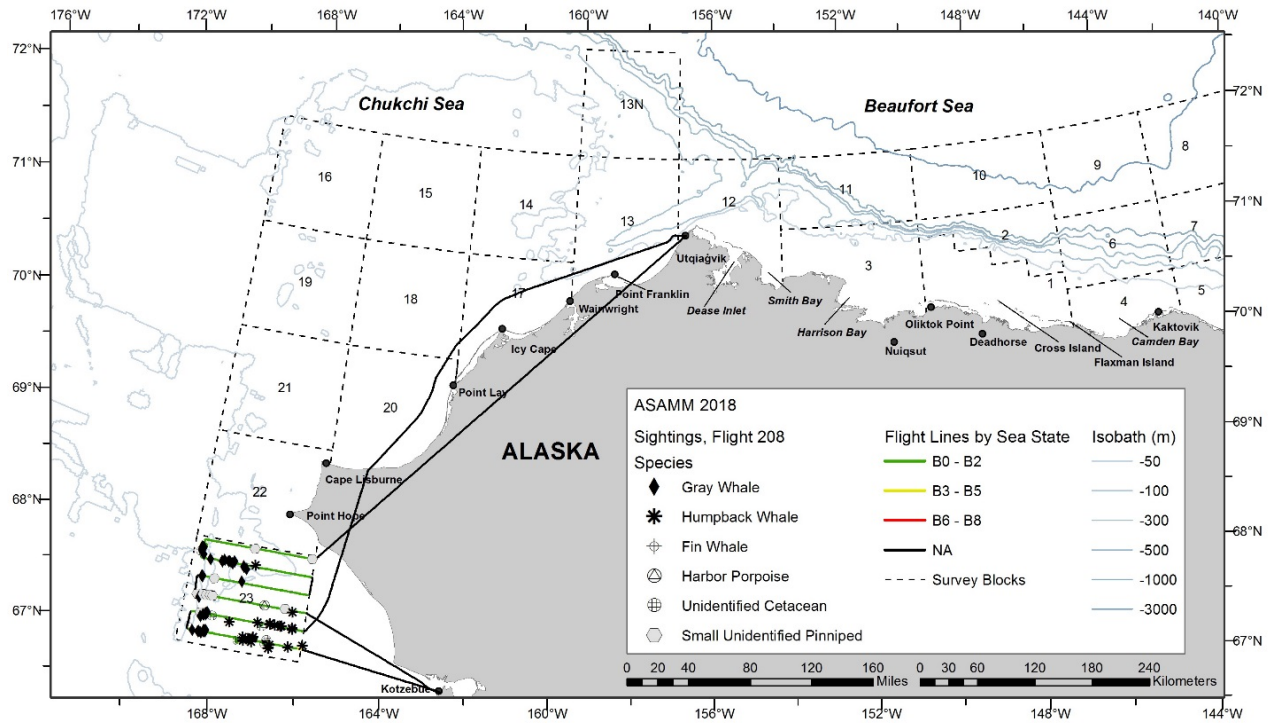 176°W 172°W 168°W 164°W 160°W 156°W 152°W 148°W 144°W 140°W
72°N
Chukchi Sea
13N
Beaufort Sea
72°N
8
9
71°N
16
15
14
12
11
10
71°N
13
7
2
6
Utqiaġvik
3
70°N
19
18
17
Point Franklin
Wainwright
Dease Inlet
Smith Bay
Harrison Bay
1
4
5
70°N
Oliktok Point
Kaktovik
Nuiqsut
Deadhorse
Cross Island
Camden Bay
Flaxman Island
Icy Cape
69°N
21
20
Point Lay
69°N
ALASKA
Cape Lisburne
68°N
22
Point Hope
68°N
67°N
23
67°N
Kotzebue
ASAMM 2018
Sightings, Flight 208
Species
Gray Whale
Humpback Whale
Fin Whale
Harbor Porpoise
Unidentified Cetacean
Small Unidentified Pinniped
Flight Lines by Sea State
B0 - B2
B3 - B5
B6 - B8
NA
Survey Blocks
Isobath (m)
-50
-100
-300
-500
-1000
-3000
0 20 40 80 120 160
Miles
0 30 60 120 180 240
Kilometers
168°W 164°W 160°W 156°W 152°W 148°W 144°W